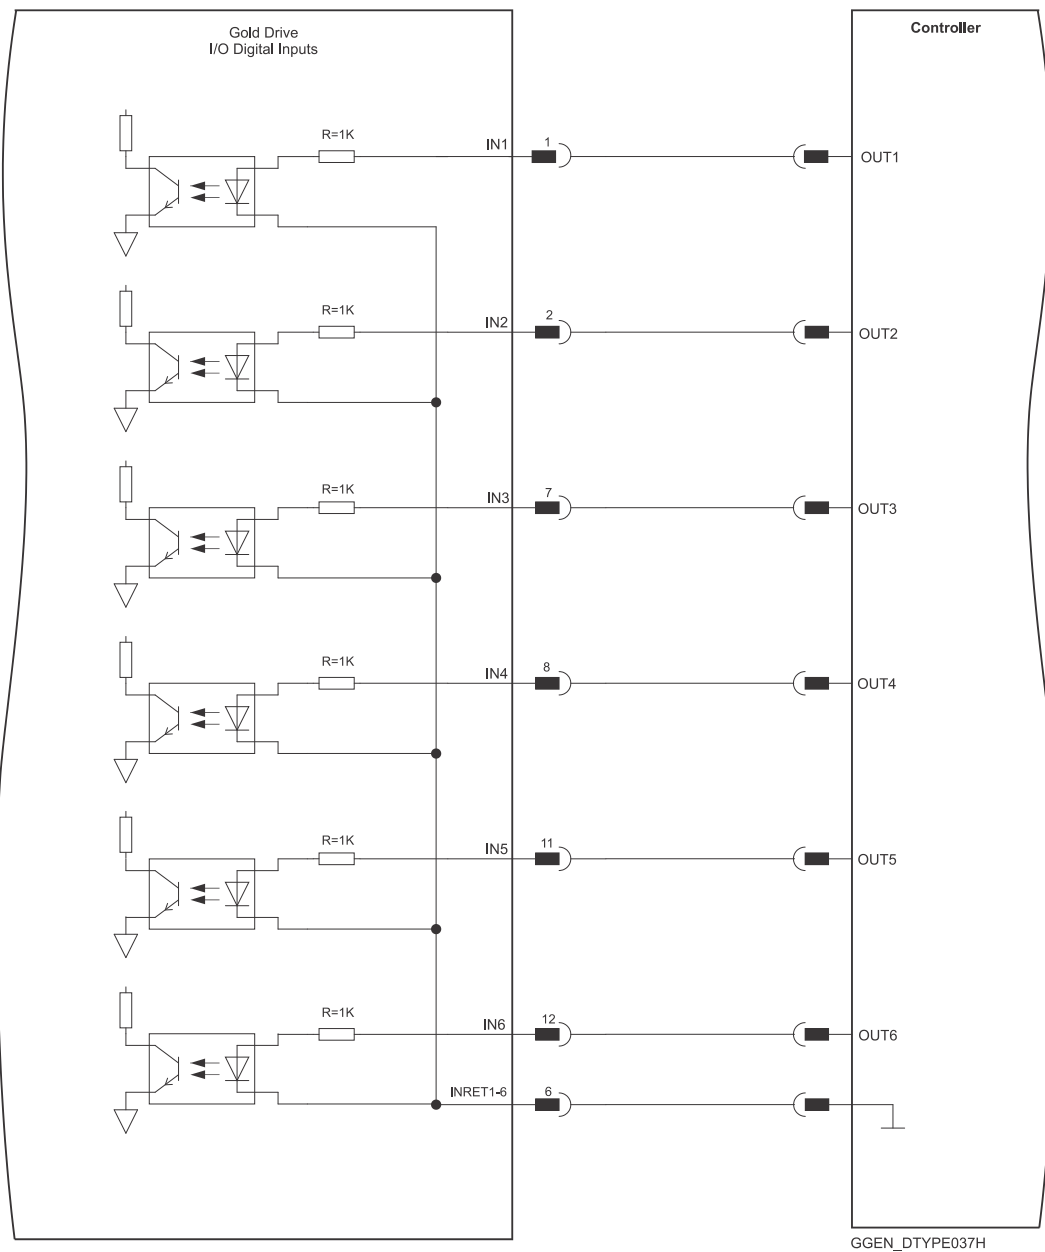 Gold Drive
I/O Digital Inputs
Controller
R=1K
IN1
1
OUT1
R=1K
IN2
2
OUT2
R=1K
IN3
7
OUT3
R=1K
IN4
8
OUT4
R=1K
IN5
11
OUT5
R=1K
IN6
12
OUT6
INRET1-6
6
GGEN_DTYPE037H